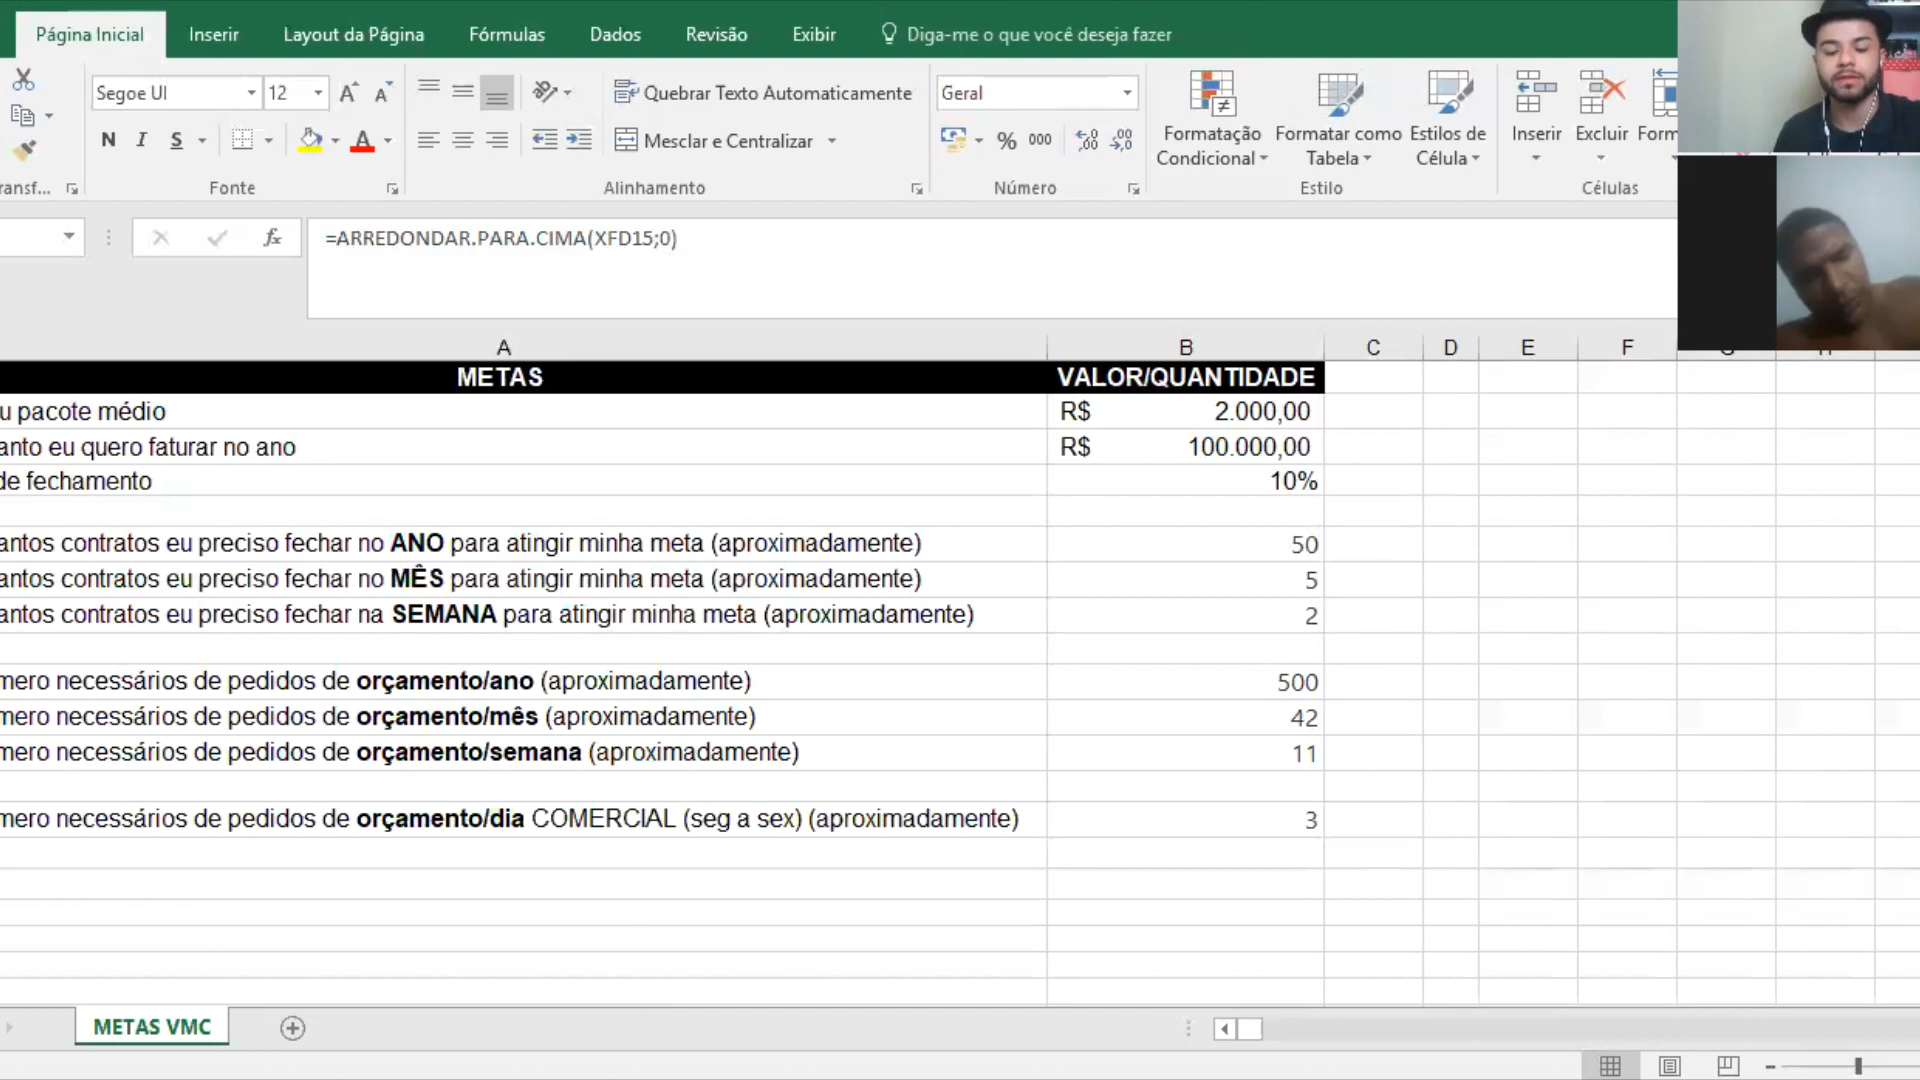 Página Inicial Inserir Layout da Página Fórmulas Dados Revisão Exibir Diga-me o que você deseja fazer
Segoe UI 12 A A Quebrar Texto Automaticamente Geral
N I S A Mesclar e Centralizar % 000 Formatação Condicional Formatar como Tabela Estilos de Célula Inserir Excluir Form
ransf... Fonte Alinhamento Número Estilo Células
fx =ARREDONDAR.PARA.CIMA(XFD15;0)
A B C D E F
METAS VALOR/QUANTIDADE
u pacote médio R$ 2.000,00
anto eu quero faturar no ano R$ 100.000,00
de fechamento 10%
antos contratos eu preciso fechar no ANO para atingir minha meta (aproximadamente) 50
antos contratos eu preciso fechar no MÊS para atingir minha meta (aproximadamente) 5
antos contratos eu preciso fechar na SEMANA para atingir minha meta (aproximadamente) 2
mero necessários de pedidos de orçamento/ano (aproximadamente) 500
mero necessários de pedidos de orçamento/mês (aproximadamente) 42
mero necessários de pedidos de orçamento/semana (aproximadamente) 11
mero necessários de pedidos de orçamento/dia COMERCIAL (seg a sex) (aproximadamente) 3
METAS VMC